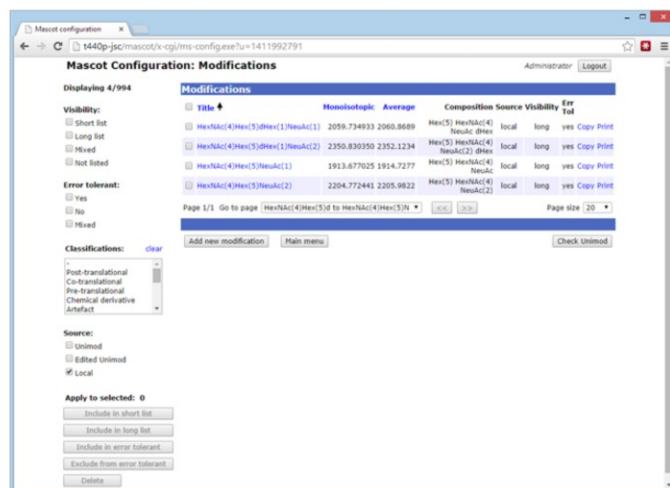 Mascot configuration
t440p-jsc/mascot/x-cgi/ms-config.exe?u=1411992791
Mascot Configuration: Modifications
Administrator Logout
Displaying 4/994
Visibility:
Short list
Long list
Mixed
Not listed
Error tolerant:
Yes
No
Mixed
Classifications: clear
-
Post-translational
Co-translational
Pre-translational
Chemical derivative
Artefact
Source:
Unimod
Edited Unimod
Local
Apply to selected: 0
Include in short list
Include in long list
Include in error tolerant
Exclude from error tolerant
Delete
Modifications
Title Monoisotopic Average Composition Source Visibility Err Tol
HexNAc(4)Hex(5)dHex(1)NeuAc(1) 2059.734933 2060.8689 Hex(5) HexNAc(4) NeuAc dHex local long yes Copy Print
HexNAc(4)Hex(5)dHex(1)NeuAc(2) 2350.830350 2352.1234 Hex(5) HexNAc(4) NeuAc(2) dHex local long yes Copy Print
HexNAc(4)Hex(5)NeuAc(1) 1913.677025 1914.7277 Hex(5) HexNAc(4) NeuAc local long yes Copy Print
HexNAc(4)Hex(5)NeuAc(2) 2204.772441 2205.9822 Hex(5) HexNAc(4) NeuAc(2) local long yes Copy Print
Page 1/1 Go to page HexNAc(4)Hex(5)d to HexNAc(4)Hex(5)N << >> Page size 20
Add new modification Main menu Check Unimod